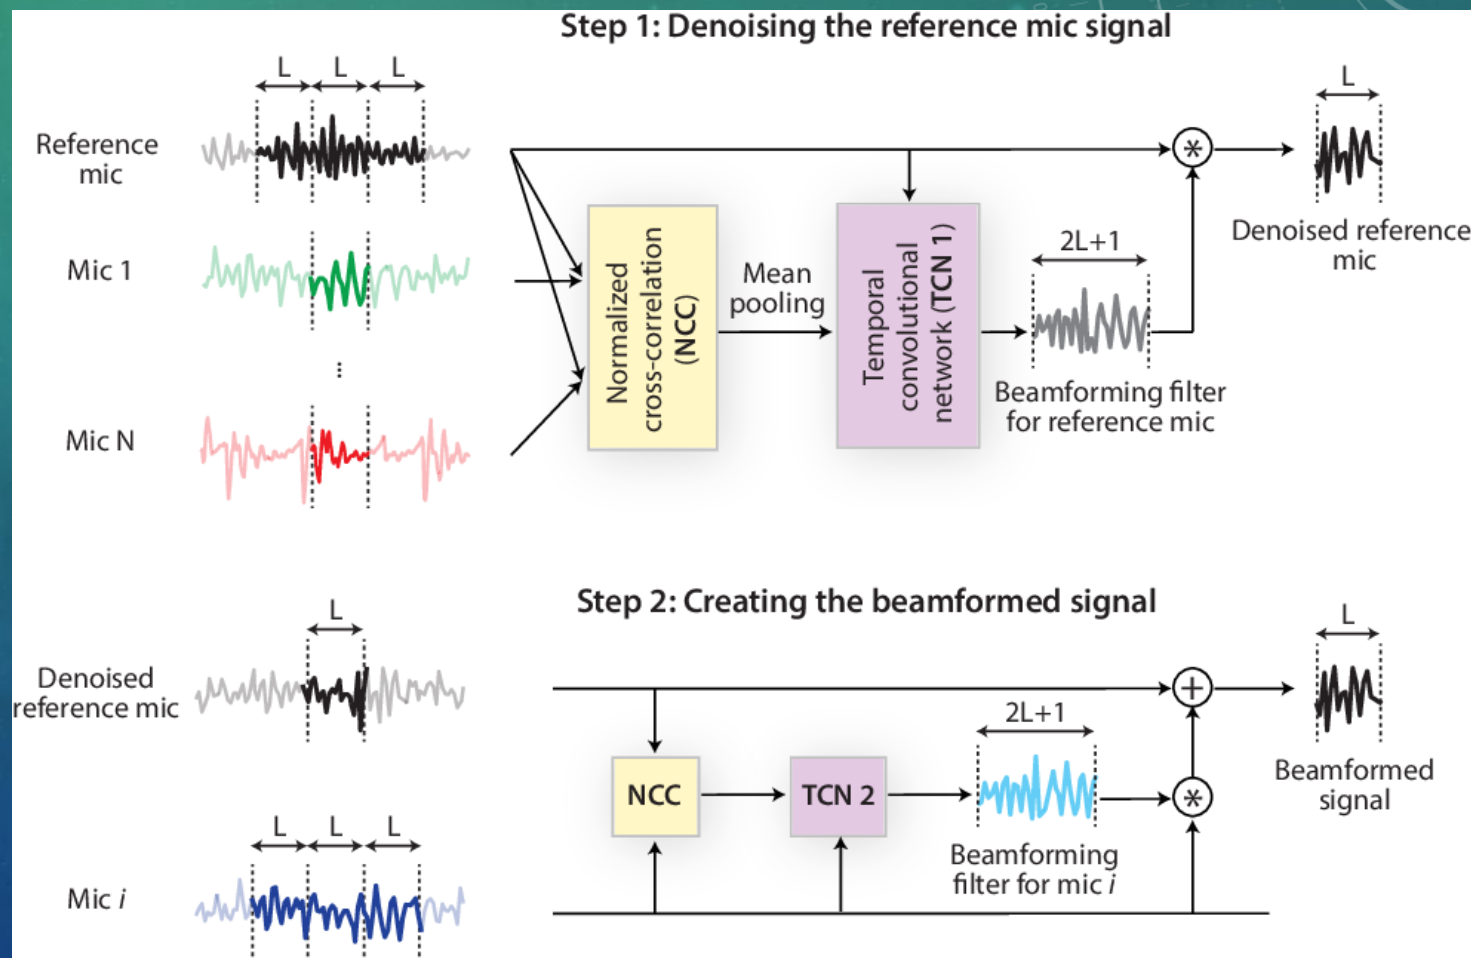 Step 1: Denoising the reference mic signal
L
L
L
L
Reference
mic
*
Denoised reference
mic
Mic 1
Normalized
cross-correlation
(NCC)
Mean
pooling
Temporal
convolutional
network (TCN 1)
2L+1
Beamforming filter
for reference mic
...
Mic N
Step 2: Creating the beamformed signal
L
L
Denoised
reference mic
+
2L+1
NCC
TCN 2
*
Beamformed
signal
L
L
L
Beamforming
filter for mic i
Mic i